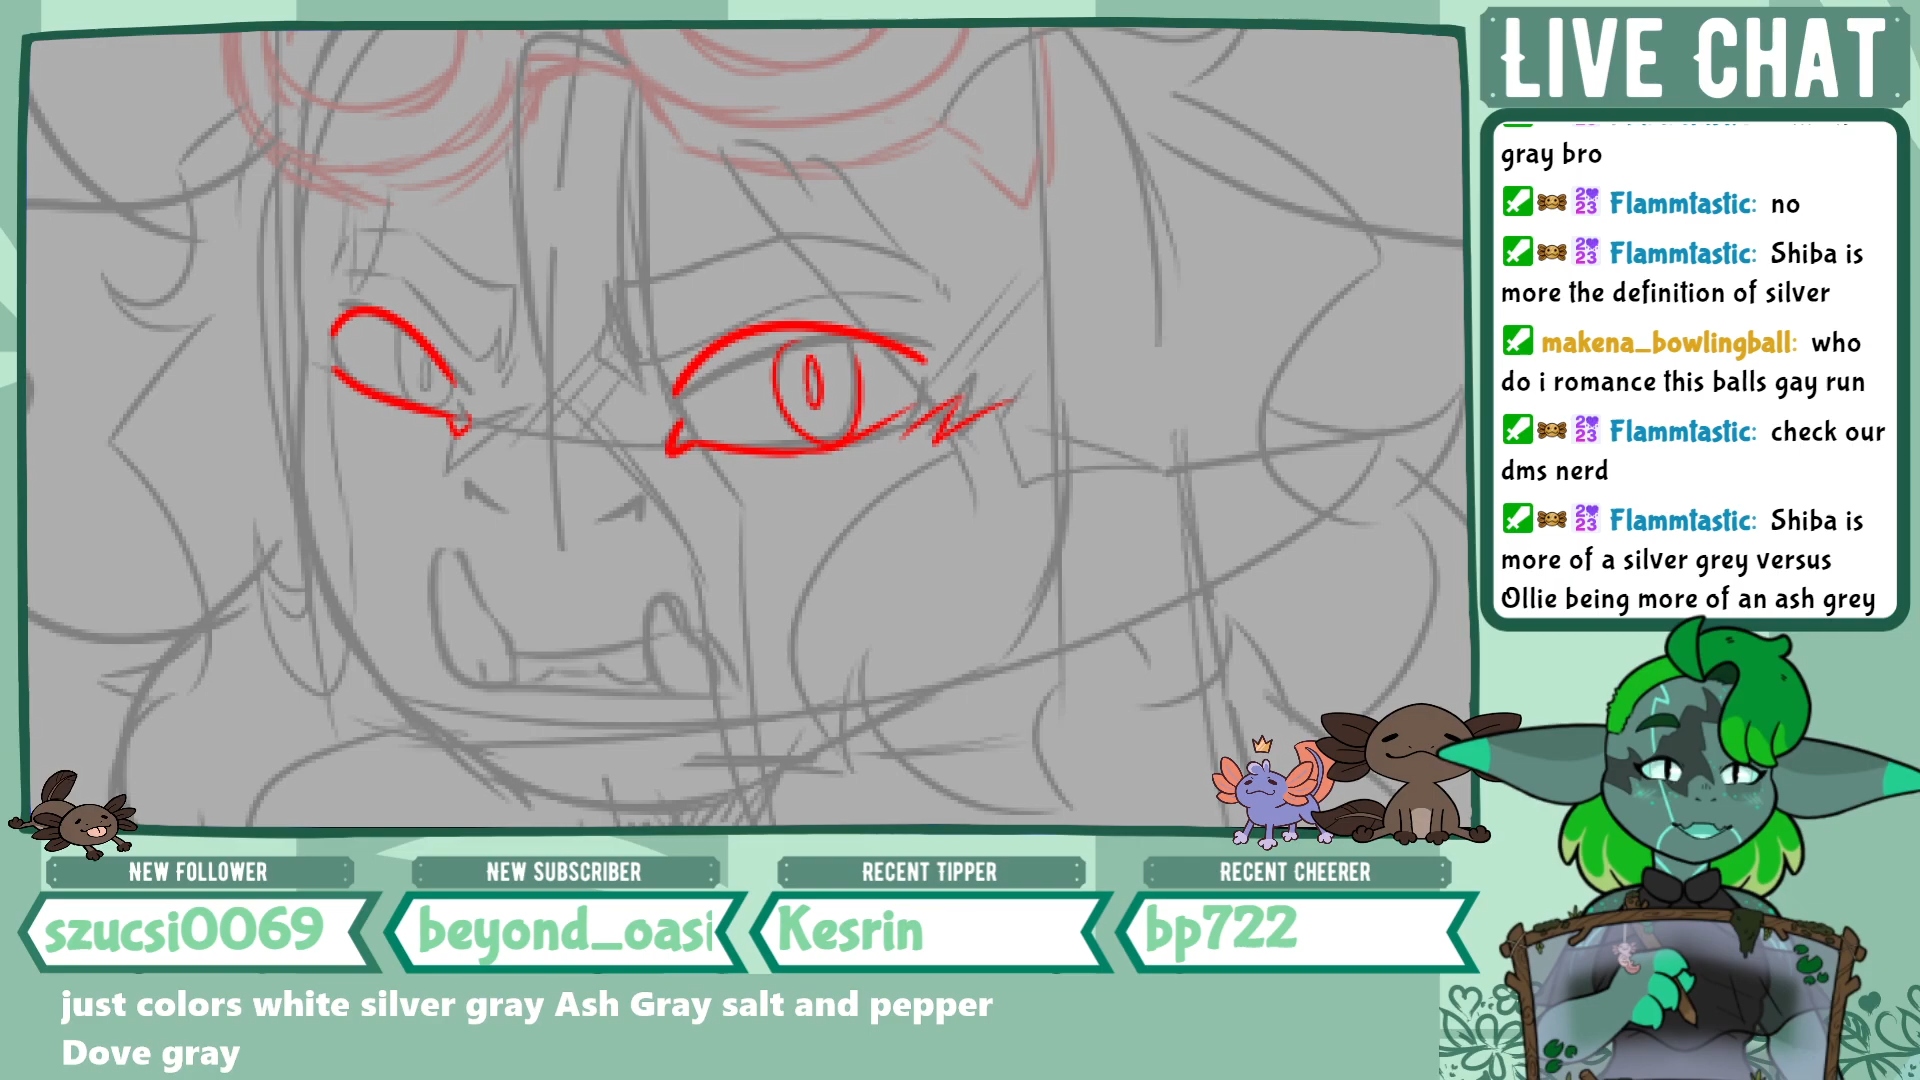 LIVE CHAT
gray bro
Flammtastic: no
Flammtastic: Shiba is
more the definition of silver
makena_bowlingball: who
do i romance this balls gay run
Flammtastic: check our
dms nerd
Flammtastic: Shiba is
more of a silver grey versus
Ollie being more of an ash grey
NEW FOLLOWER
szucsi0069
NEW SUBSCRIBER
beyond_oasi
RECENT TIPPER
Kesrin
RECENT CHEERER
bp722
just colors white silver gray Ash Gray salt and pepper
Dove gray